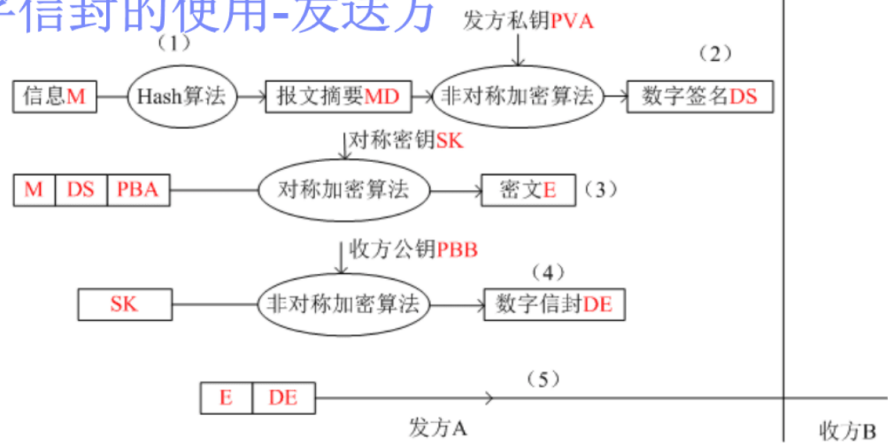 字信封的使用-发送方
发方私钥PVA
（1）
（2）
信息M
Hash算法
报文摘要MD
非对称加密算法
数字签名DS
对称密钥SK
M DS PBA
对称加密算法
密文E （3）
收方公钥PBB
（4）
SK
非对称加密算法
数字信封DE
（5）
E DE
发方A
收方B